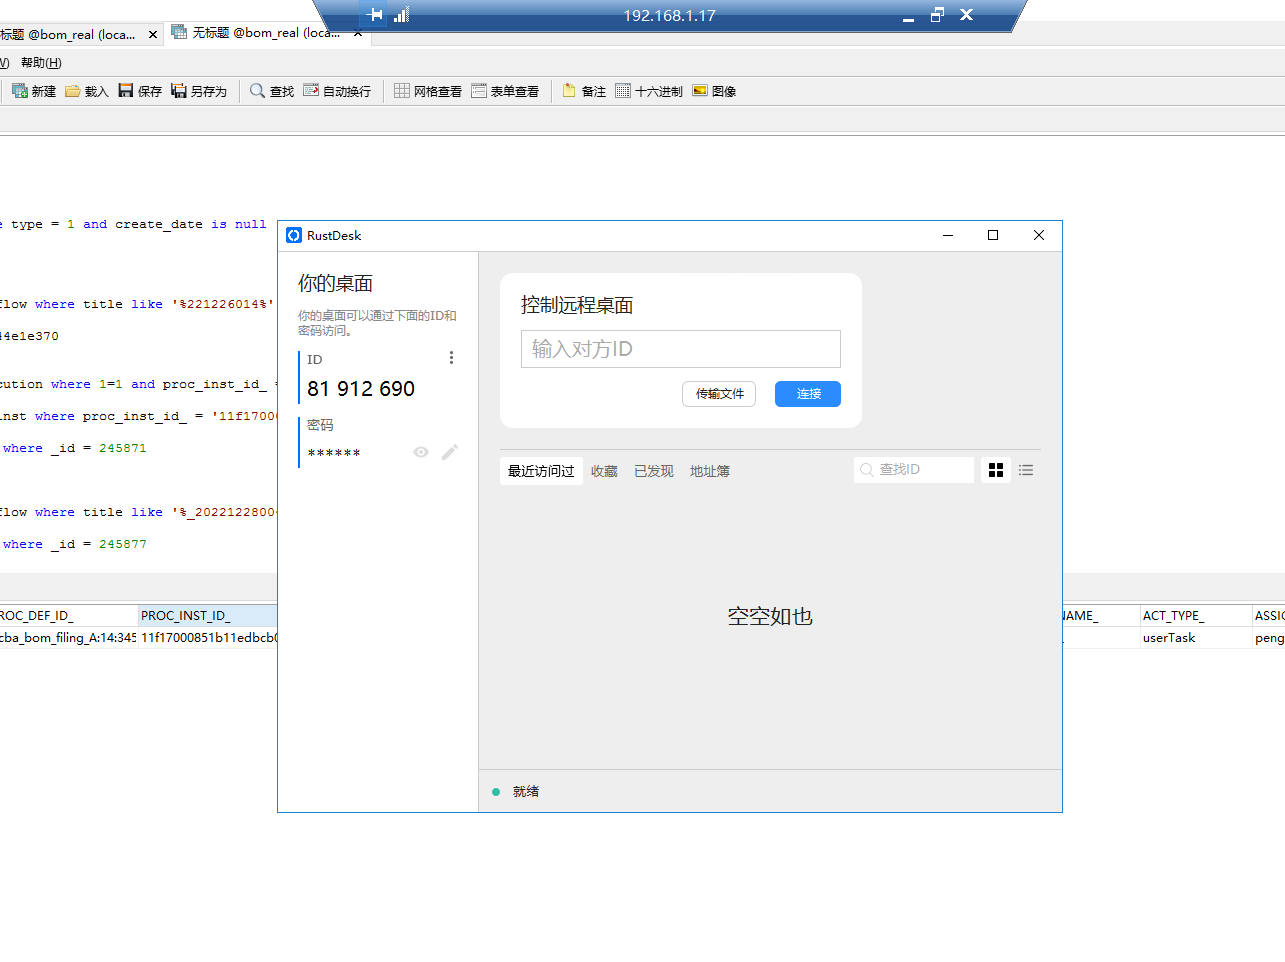 192.168.1.17
标题 @bom_real (loca...
无标题 @bom_real (loca...
帮助(H)
新建 载入 保存 另存为 查找 自动换行 网格查看 表单查看 备注 十六进制 图像
type = 1 and create_date is null
flow where title like '%221226014%'
44e1e370
cution where 1=1 and proc_inst_id_ =
inst where proc_inst_id_ = '11f1700
where _id = 245871
flow where title like '%_202212280
where _id = 245877
ROC_DEF_ID_ PROC_INST_ID_ NAME_ ACT_TYPE_ ASSIG
cba_bom_filing_A:14:345 11f17000851b11edbcb0 userTask peng
RustDesk
你的桌面
你的桌面可以通过下面的ID和
密码访问。
ID
81 912 690
密码
******
控制远程桌面
输入对方ID
传输文件 连接
最近访问过 收藏 已发现 地址簿 查找ID
空空如也
就绪